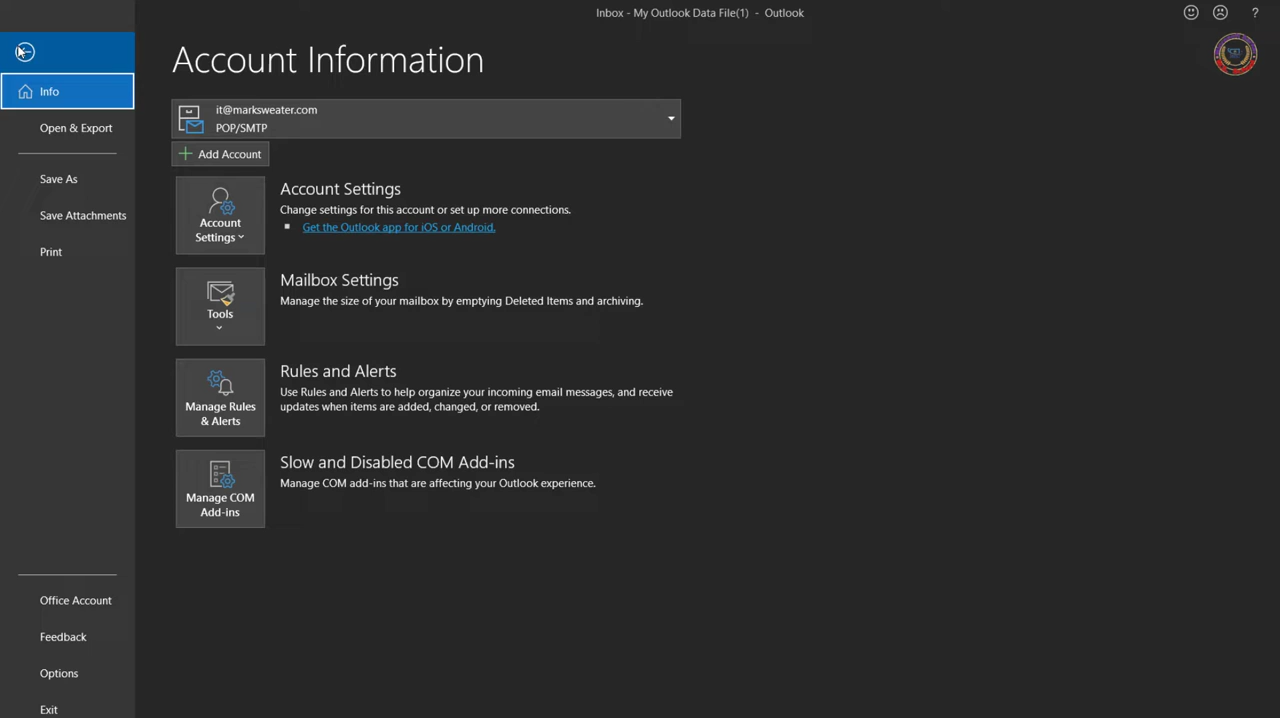 Inbox - My Outlook Data File(1) - Outlook
?
Account Information
Info
Open & Export
Save As
Save Attachments
Print
Office Account
Feedback
Options
Exit
it@marksweater.com
POP/SMTP
Add Account
Account
Settings
Account Settings
Change settings for this account or set up more connections.
Get the Outlook app for iOS or Android.
Tools
Mailbox Settings
Manage the size of your mailbox by emptying Deleted Items and archiving.
Manage Rules
& Alerts
Rules and Alerts
Use Rules and Alerts to help organize your incoming email messages, and receive
updates when items are added, changed, or removed.
Manage COM
Add-ins
Slow and Disabled COM Add-ins
Manage COM add-ins that are affecting your Outlook experience.